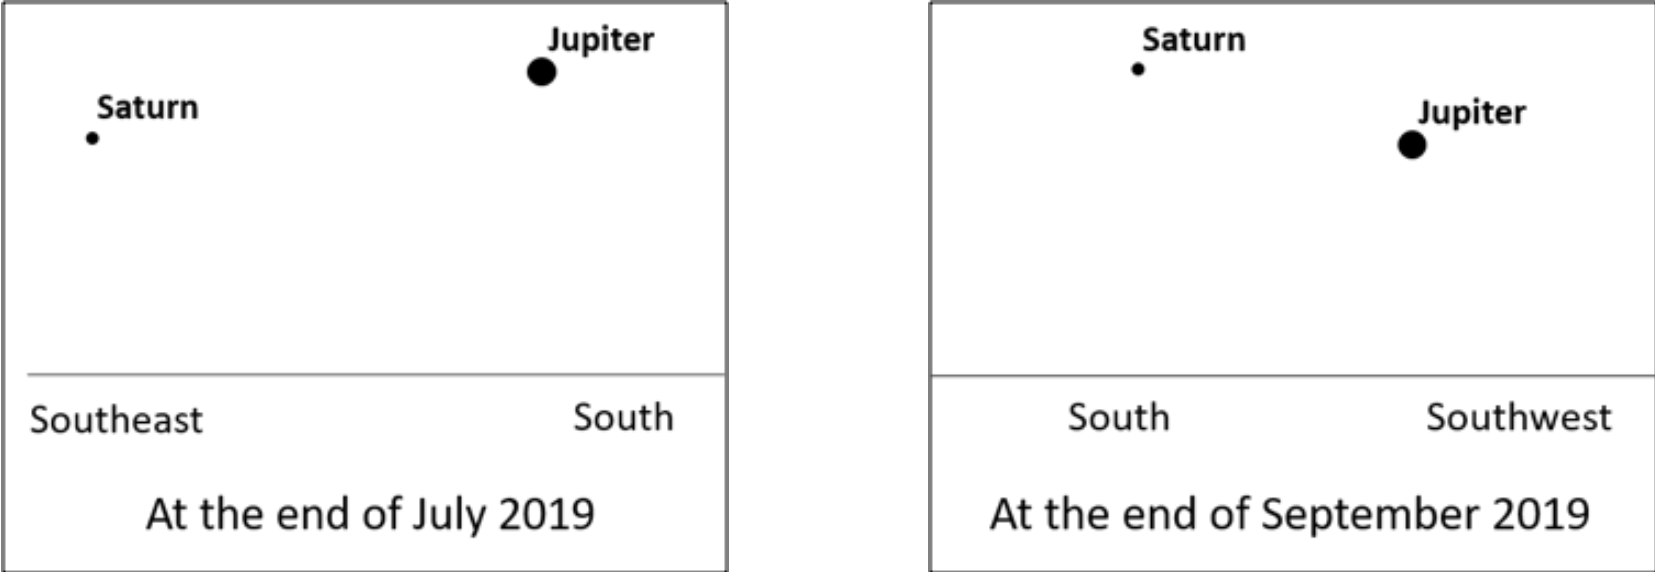 Jupiter
Saturn
Southeast South
At the end of July 2019
Saturn
Jupiter
South Southwest
At the end of September 2019